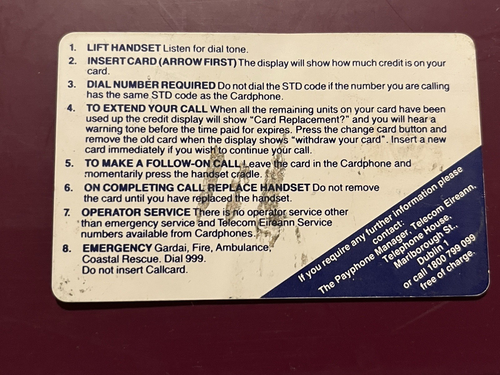 1. LIFT HANDSET Listen for dial tone.
2. INSERT CARD (ARROW FIRST) The display will show how much credit is on your
card.
3. DIAL NUMBER REQUIRED Do not dial the STD code if the number you are calling
has the same STD code as the Cardphone.
4. TO EXTEND YOUR CALL When all the remaining units on your card have been
used up the credit display will show "Card Replacement?" and you will hear a
warning tone before the time paid for expires. Press the change card button and
remove the old card when the display shows "withdraw your card". Insert a new
card immediately if you wish to continue your call.
5. TO MAKE A FOLLOW-ON CALL Leave the card in the Cardphone and
momentarily press the handset cradle.
6. ON COMPLETING CALL REPLACE HANDSET Do not remove
the card until you have replaced the handset.
7. OPERATOR SERVICE There is no operator service other
than emergency service and Telecom Eireann Service
numbers available from Cardphones.
8. EMERGENCY Gardai, Fire, Ambulance,
Coastal Rescue. Dial 999.
Do not insert Callcard.
If you require any further information please
contact:
The Payphone Manager, Telecom Eireann,
Telephone House,
Marlborough St.,
Dublin 1
or call 1800 799 099
free of charge.